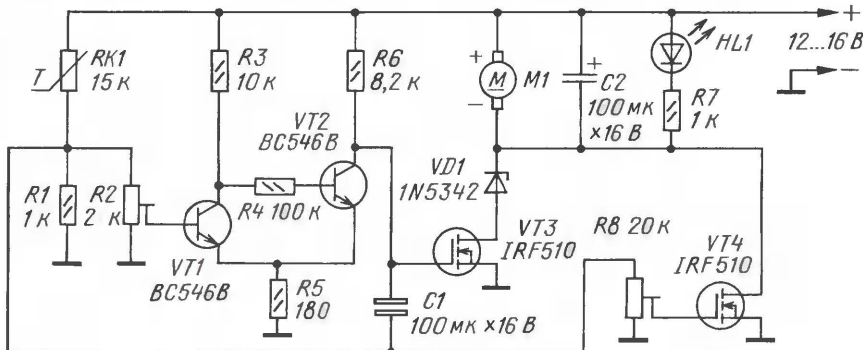 T
RK1
15 к
R3
10 к
R6
8,2 к
+
M
M1
−
+
C2
100 мк
×16 В
HL1
R7
1 к
+
12...16 В
−
R1
1 к
R2
2 к
VT1
BC546B
R4 100 к
VT2
BC546B
R5
180
C1
100 мк ×16 В
VD1
1N5342
VT3
IRF510
R8 20 к
VT4
IRF510